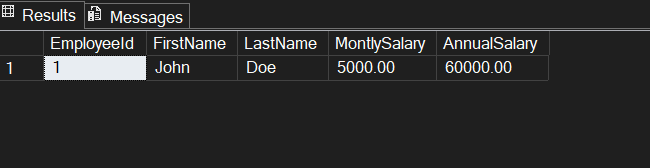 Results Messages
EmployeeId FirstName LastName MontlySalary AnnualSalary
1 1 John Doe 5000.00 60000.00